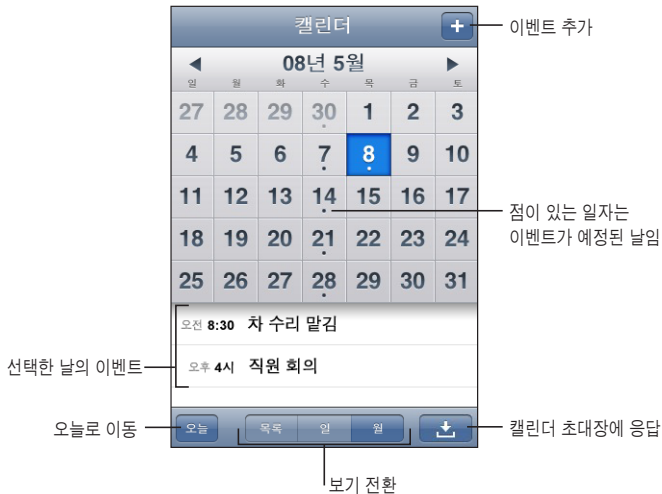 캘린더
+
이벤트 추가
08년 5월
일 월 화 수 목 금 토
27 28 29 30 1 2 3
4 5 6 7 8 9 10
11 12 13 14 15 16 17
점이 있는 일자는
이벤트가 예정된 날임
18 19 20 21 22 23 24
25 26 27 28 29 30 31
오전 8:30 차 수리 맡김
선택한 날의 이벤트
오후 4시 직원 회의
오늘로 이동
오늘
목록 일 월
캘린더 초대장에 응답
보기 전환